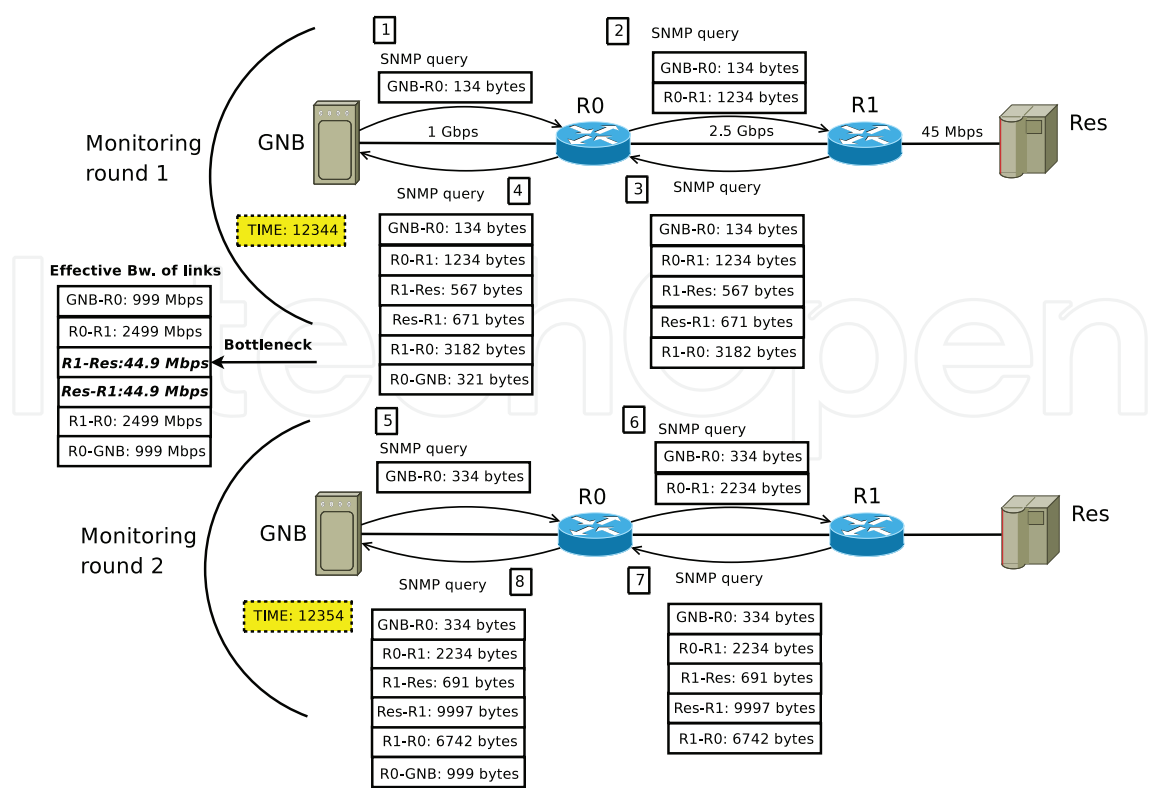 1
SNMP query
GNB-R0: 134 bytes
2
SNMP query
GNB-R0: 134 bytes
R0-R1: 1234 bytes
Monitoring
round 1
GNB
1 Gbps
R0
2.5 Gbps
R1
45 Mbps
Res
SNMP query
4
GNB-R0: 134 bytes
R0-R1: 1234 bytes
R1-Res: 567 bytes
Res-R1: 671 bytes
R1-R0: 3182 bytes
R0-GNB: 321 bytes
3
SNMP query
GNB-R0: 134 bytes
R0-R1: 1234 bytes
R1-Res: 567 bytes
Res-R1: 671 bytes
R1-R0: 3182 bytes
TIME: 12344
Effective Bw. of links
GNB-R0: 999 Mbps
R0-R1: 2499 Mbps
R1-Res:44.9 Mbps
Res-R1:44.9 Mbps
R1-R0: 2499 Mbps
R0-GNB: 999 Mbps
Bottleneck
IntechOpen
5
SNMP query
GNB-R0: 334 bytes
6
SNMP query
GNB-R0: 334 bytes
R0-R1: 2234 bytes
Monitoring
round 2
GNB
R0
R1
Res
SNMP query
8
GNB-R0: 334 bytes
R0-R1: 2234 bytes
R1-Res: 691 bytes
Res-R1: 9997 bytes
R1-R0: 6742 bytes
R0-GNB: 999 bytes
7
SNMP query
GNB-R0: 334 bytes
R0-R1: 2234 bytes
R1-Res: 691 bytes
Res-R1: 9997 bytes
R1-R0: 6742 bytes
TIME: 12354